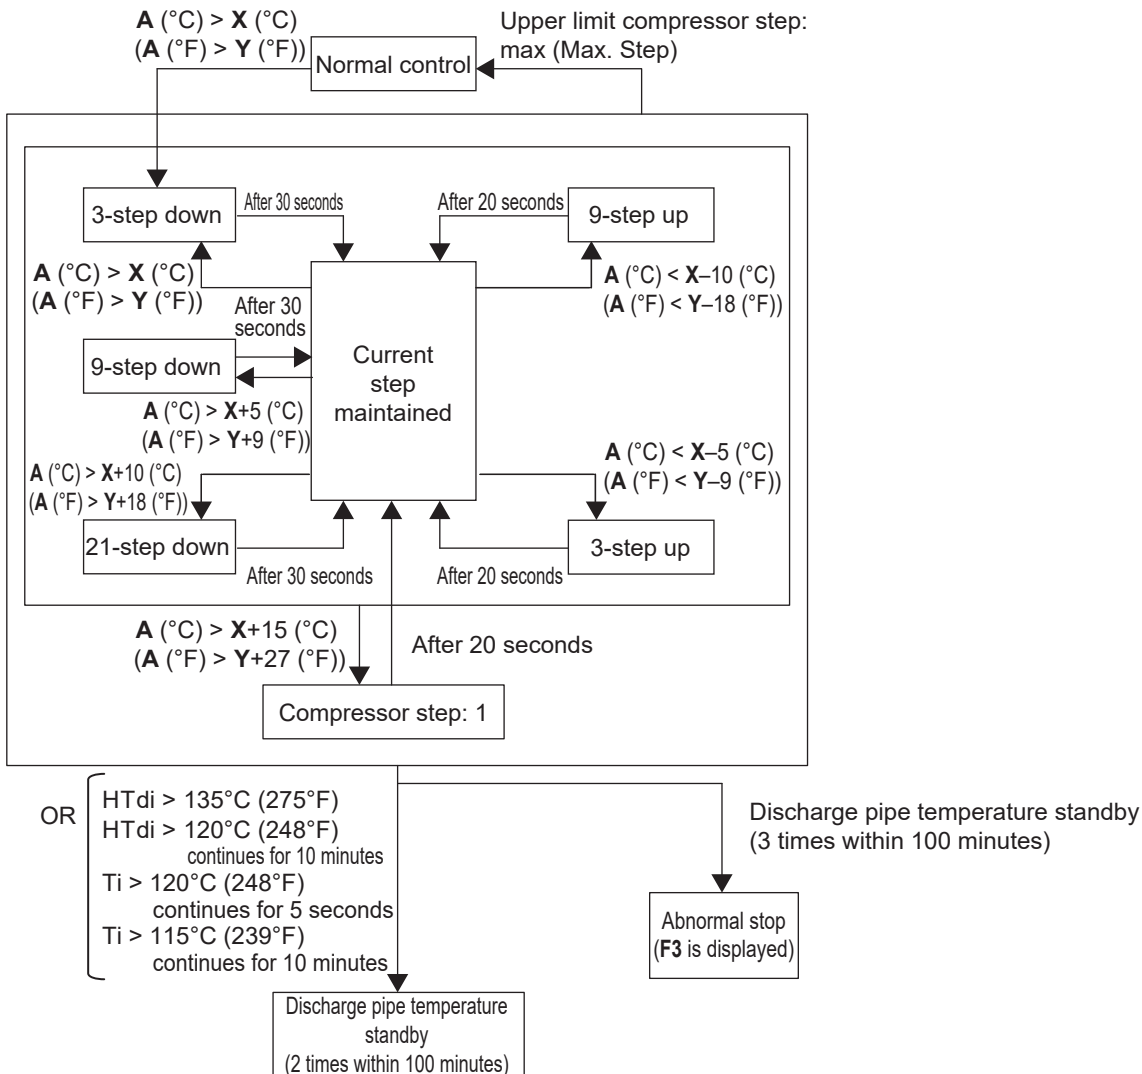 A (°C) > X (°C)
(A (°F) > Y (°F))
Normal control
Upper limit compressor step:
max (Max. Step)
3-step down
After 30 seconds
After 20 seconds
9-step up
A (°C) > X (°C)
(A (°F) > Y (°F))
A (°C) < X–10 (°C)
(A (°F) < Y–18 (°F))
After 30
seconds
9-step down
Current
step
maintained
A (°C) > X+5 (°C)
(A (°F) > Y+9 (°F))
A (°C) > X+10 (°C)
(A (°F) > Y+18 (°F))
A (°C) < X–5 (°C)
(A (°F) < Y–9 (°F))
21-step down
After 30 seconds
After 20 seconds
3-step up
A (°C) > X+15 (°C)
(A (°F) > Y+27 (°F))
After 20 seconds
Compressor step: 1
OR
HTdi > 135°C (275°F)
HTdi > 120°C (248°F)
continues for 10 minutes
Ti > 120°C (248°F)
continues for 5 seconds
Ti > 115°C (239°F)
continues for 10 minutes
Discharge pipe temperature standby
(3 times within 100 minutes)
Abnormal stop
(F3 is displayed)
Discharge pipe temperature
standby
(2 times within 100 minutes)